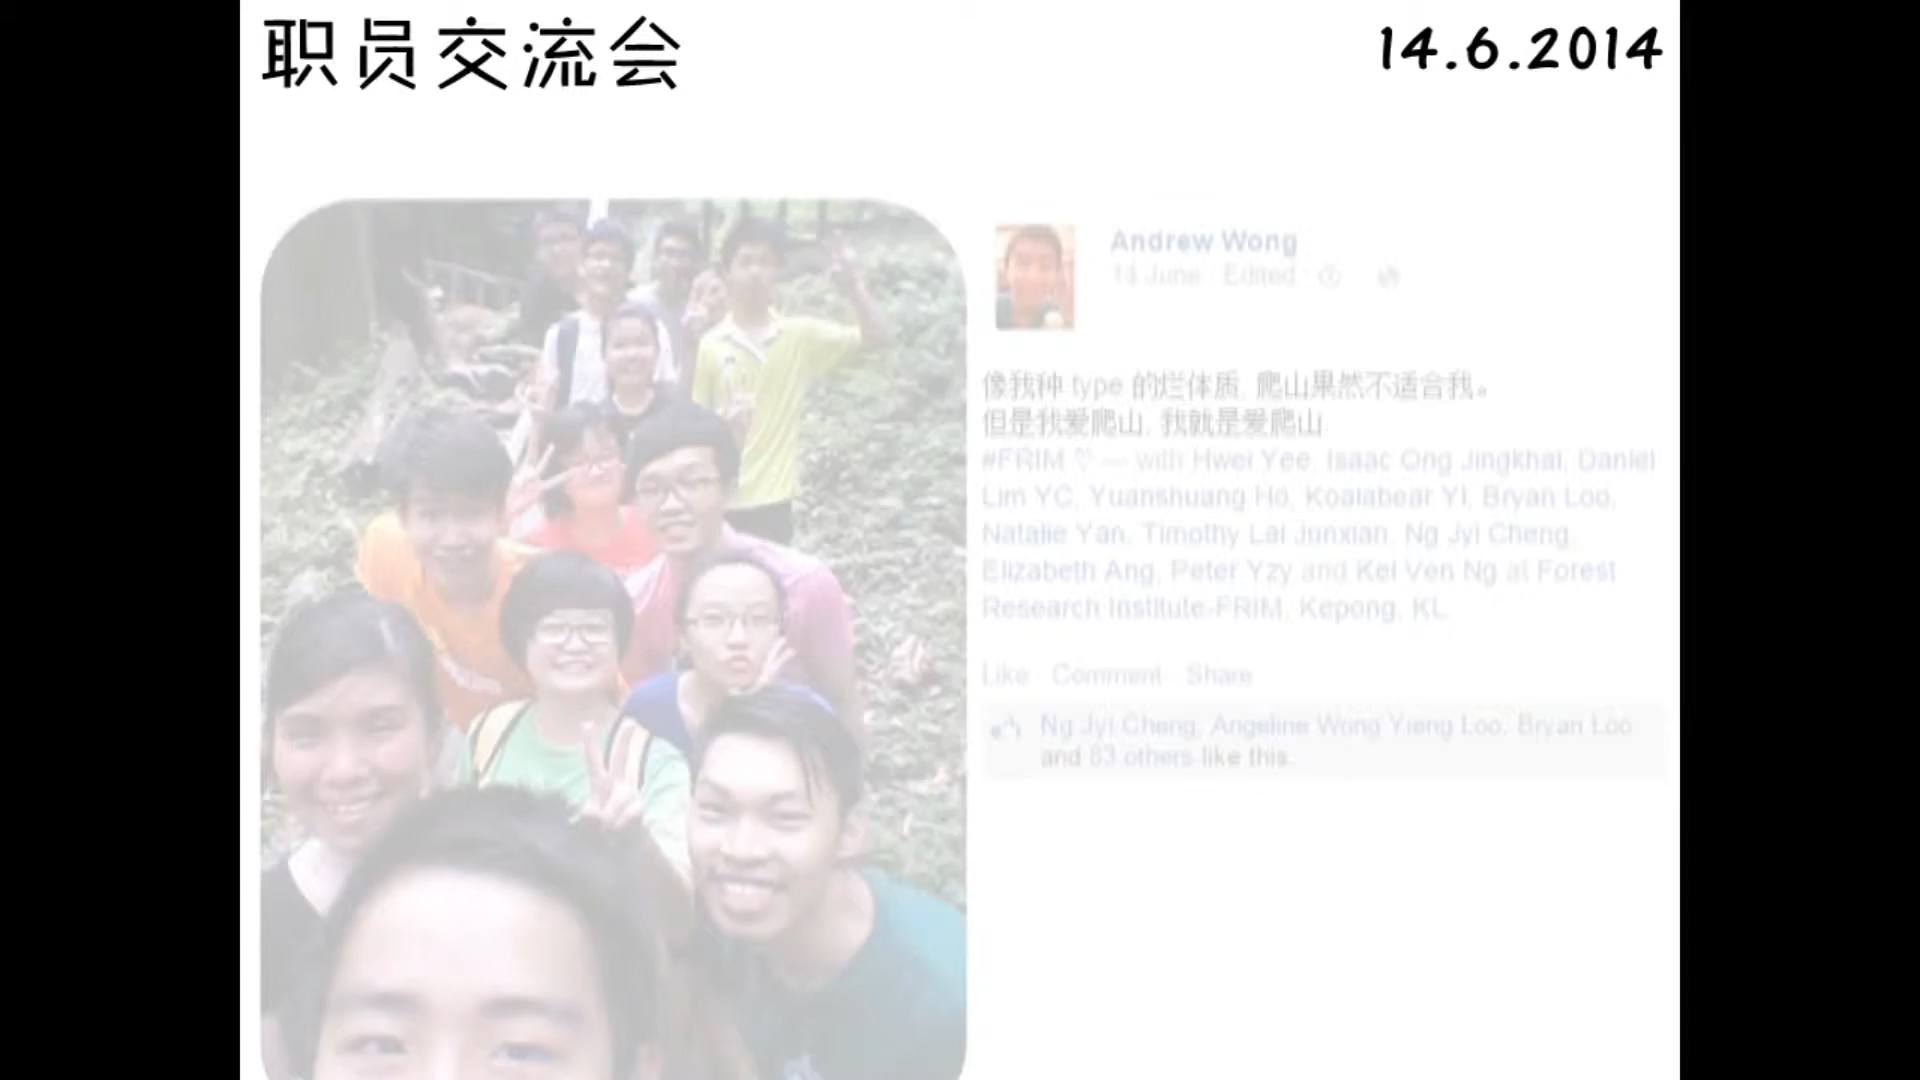 职员交流会
14.6.2014
Andrew Wong
14 June · Edited ·
像我种 type 的烂体质, 爬山果然不适合我。
但是我爱爬山, 我就是爱爬山.
#FRIM ♡ — with Hwei Yee, Isaac Ong Jingkhai, Daniel
Lim YC, Yuanshuang Ho, Koalabear Yi, Bryan Loo,
Natalie Yan, Timothy Lai Junxian, Ng Jyi Cheng,
Elizabeth Ang, Peter Yzy and Kei Ven Ng at Forest
Research Institute-FRIM, Kepong, KL.
Like · Comment · Share
Ng Jyi Cheng, Angeline Wong Yieng Loo, Bryan Loo
and 83 others like this.